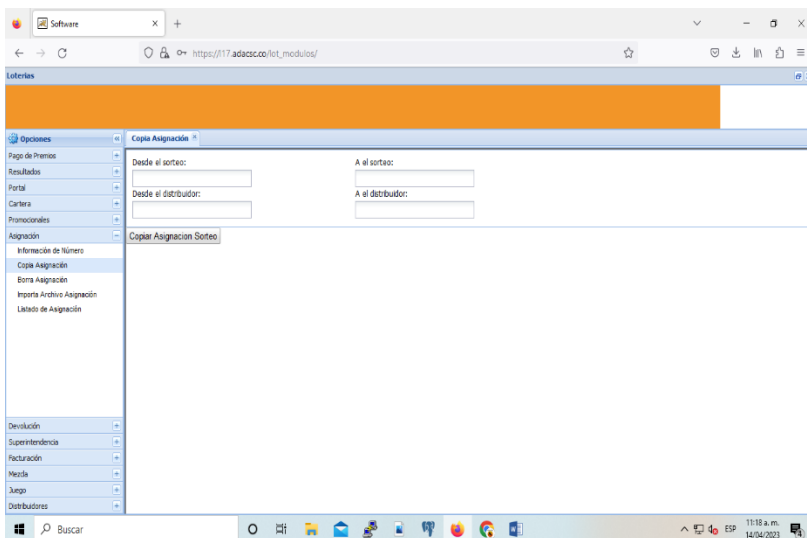 Software
https://l17.adacsc.co/lot_modulos/
Loterias
Opciones
Copia Asignación
Pago de Premios
Resultados
Portal
Cartera
Promocionales
Asignación
Información de Número
Copia Asignación
Borra Asignación
Importa Archivo Asignación
Listado de Asignación
Devolución
Superintendencia
Facturación
Mezcla
Juego
Distribuidores
Desde el sorteo:
A el sorteo:
Desde el distribuidor:
A el distribuidor:
Copiar Asignacion Sorteo
Buscar
ESP
11:18 a. m.
14/04/2023